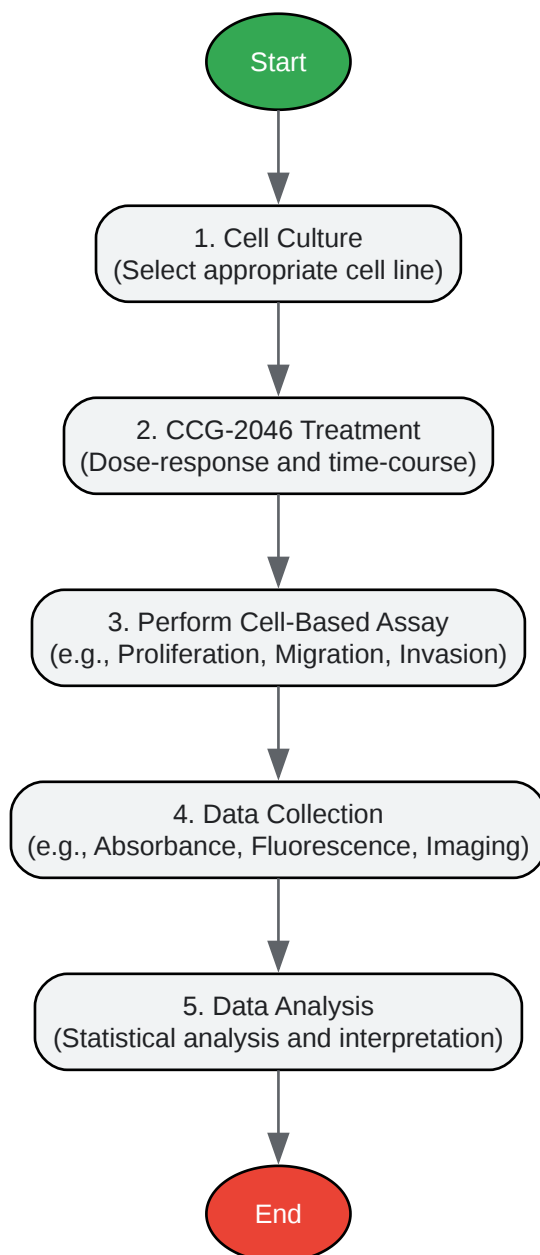 Start
1. Cell Culture
(Select appropriate cell line)
2. CCG-2046 Treatment
(Dose-response and time-course)
3. Perform Cell-Based Assay
(e.g., Proliferation, Migration, Invasion)
4. Data Collection
(e.g., Absorbance, Fluorescence, Imaging)
5. Data Analysis
(Statistical analysis and interpretation)
End